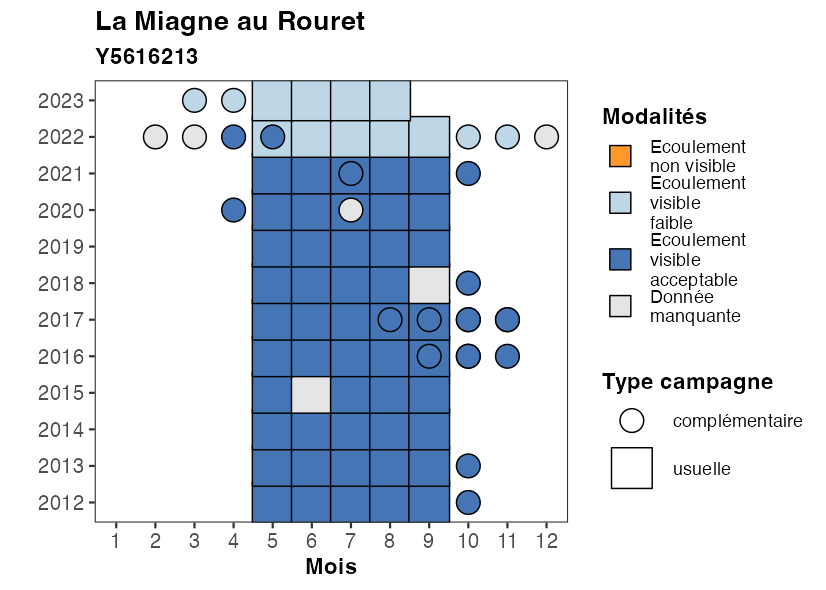 La Miagne au Rouret
Y5616213
2023
2022
2021
2020
2019
2018
2017
2016
2015
2014
2013
2012
1 2 3 4 5 6 7 8 9 10 11 12
Mois
Modalités
Ecoulement
non visible
Ecoulement
visible
faible
Ecoulement
visible
acceptable
Donnée
manquante
Type campagne
complémentaire
usuelle